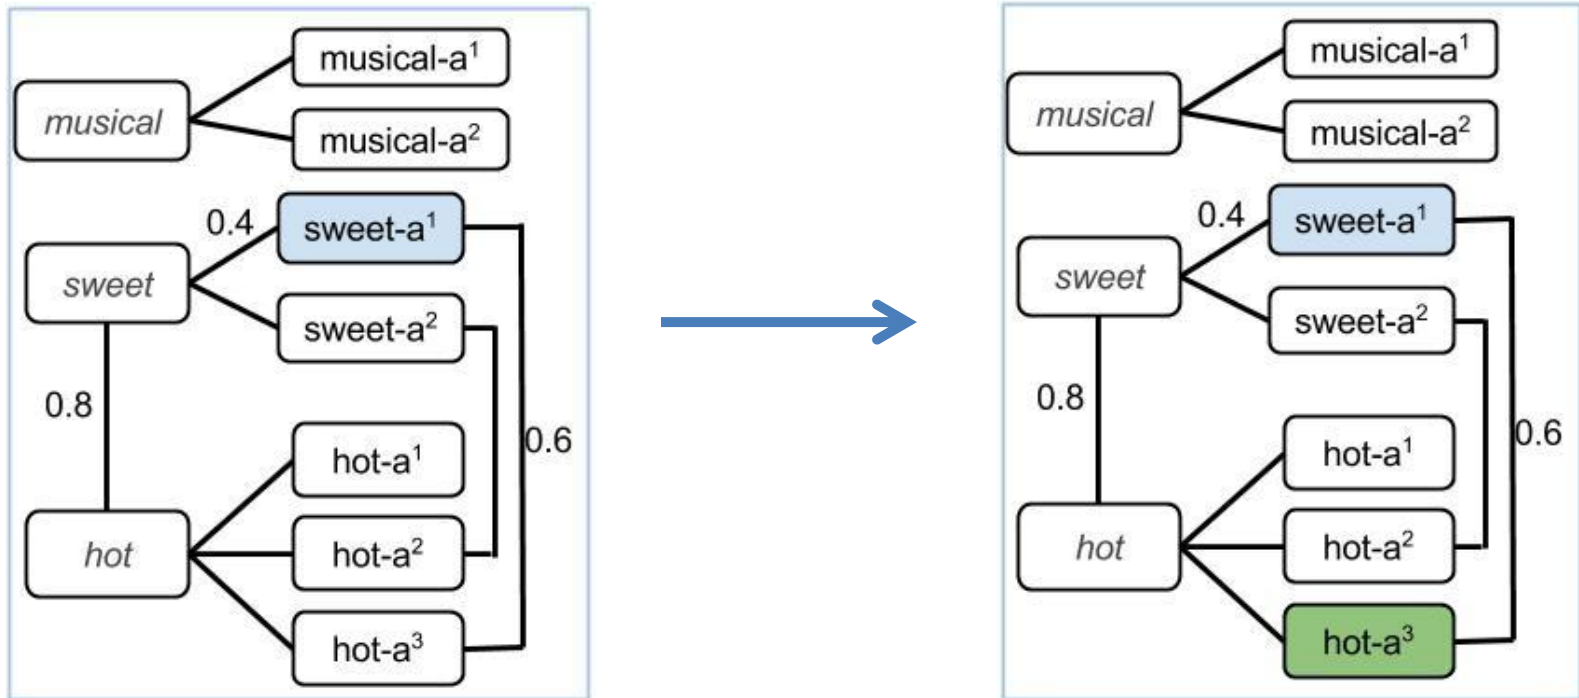 musical
musical-a¹
musical-a²
sweet
0.4
sweet-a¹
sweet-a²
0.8
0.6
hot
hot-a¹
hot-a²
hot-a³
musical
musical-a¹
musical-a²
sweet
0.4
sweet-a¹
sweet-a²
0.8
0.6
hot
hot-a¹
hot-a²
hot-a³